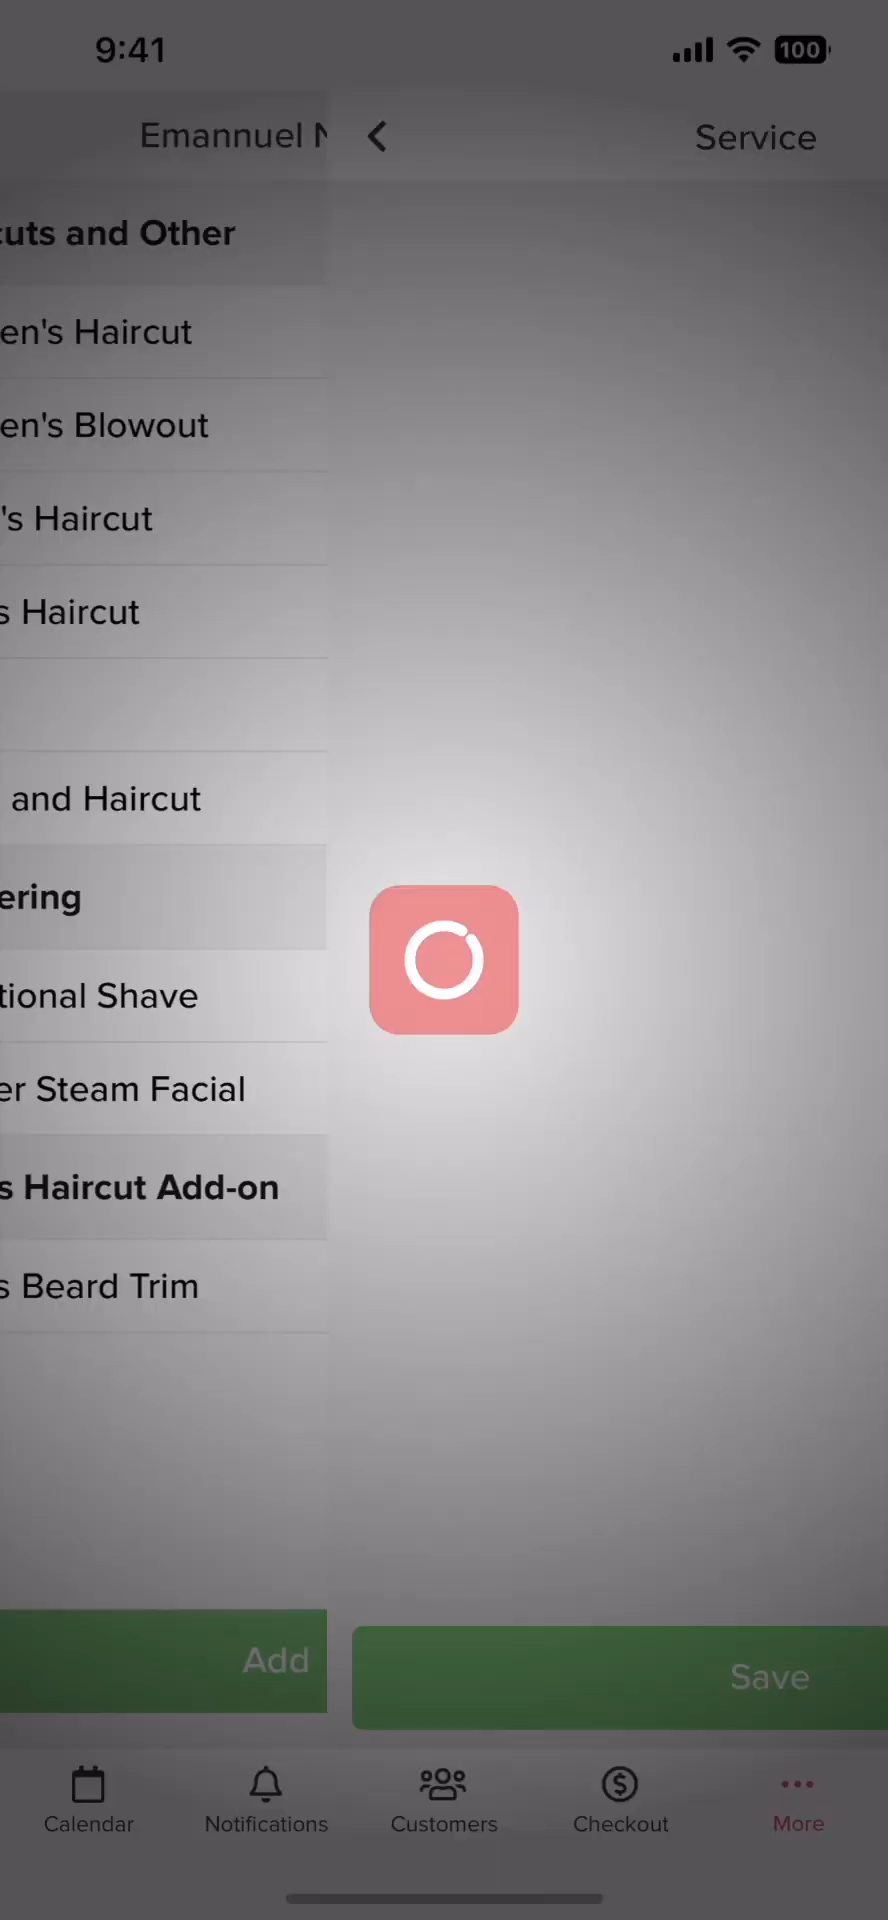 9:41
100
Emannuel N
Service
cuts and Other
en's Haircut
en's Blowout
's Haircut
s Haircut
and Haircut
ering
tional Shave
er Steam Facial
s Haircut Add-on
s Beard Trim
Add
Save
Calendar
Notifications
Customers
Checkout
More